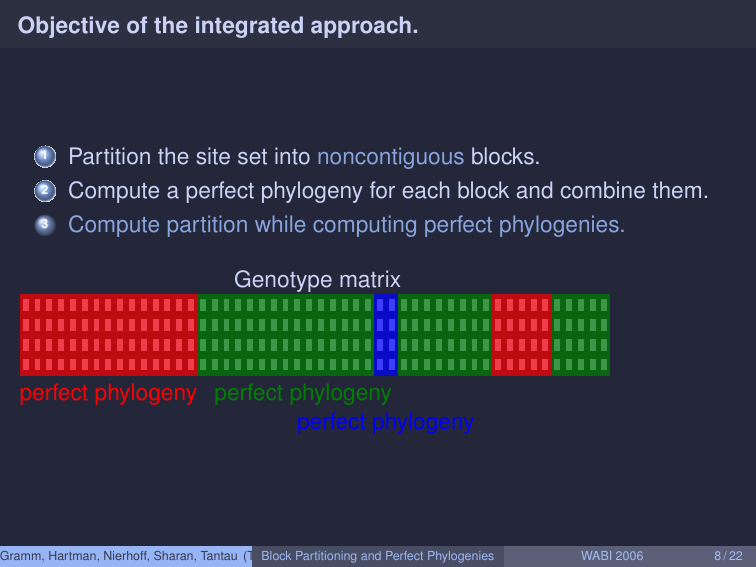 Objective of the integrated approach.
1 Partition the site set into noncontiguous blocks.
2 Compute a perfect phylogeny for each block and combine them.
3 Compute partition while computing perfect phylogenies.
Genotype matrix
perfect phylogeny perfect phylogeny
perfect phylogeny
Gramm, Hartman, Nierhoff, Sharan, Tantau (T Block Partitioning and Perfect Phylogenies WABI 2006 8 / 22